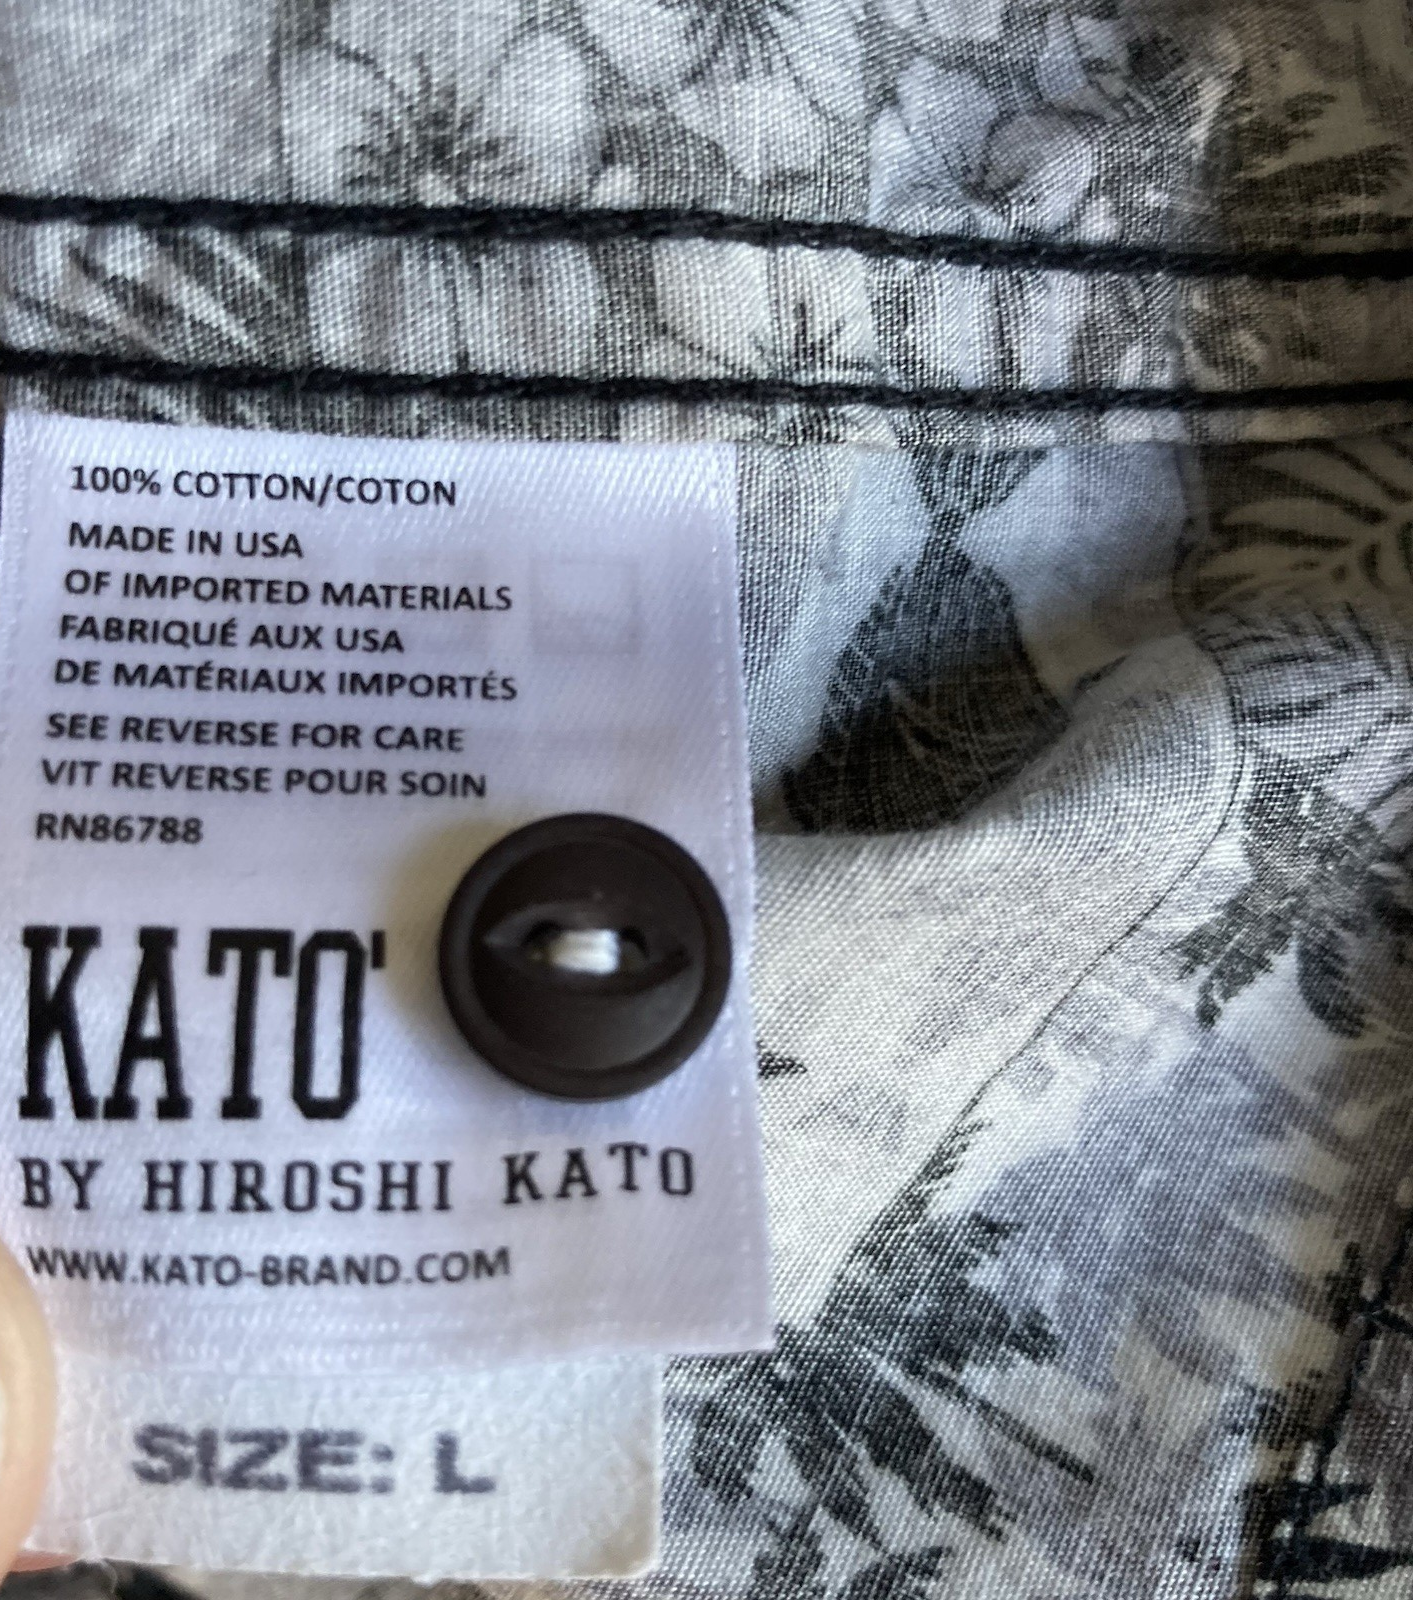 100% COTTON/COTON
MADE IN USA
OF IMPORTED MATERIALS
FABRIQUÉ AUX USA
DE MATÉRIAUX IMPORTÉS
SEE REVERSE FOR CARE
VIT REVERSE POUR SOIN
RN86788
KATO'
BY HIROSHI KATO
WWW.KATO-BRAND.COM
SIZE: L